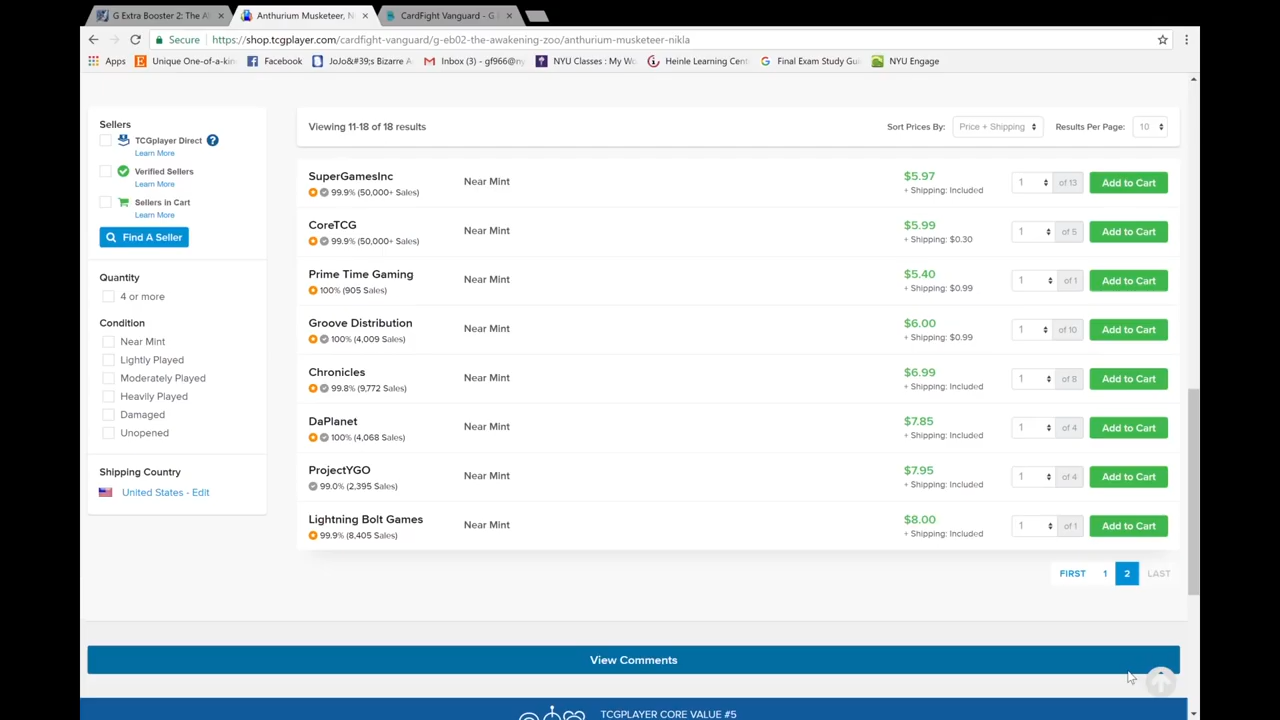 G Extra Booster 2: The A
Anthurium Musketeer, N
CardFight Vanguard - G
Secure
https://shop.tcgplayer.com/cardfight-vanguard/g-eb02-the-awakening-zoo/anthurium-musketeer-nikla
Apps
Unique One-of-a-kin
Facebook
JoJo&#39;s Bizarre A
Inbox (3) - gf966@ny
NYU Classes : My Wo
Heinle Learning Cent
Final Exam Study Gui
NYU Engage
Sellers
TCGplayer Direct ?
Learn More
Verified Sellers
Learn More
Sellers in Cart
Learn More
Find A Seller
Quantity
4 or more
Condition
Near Mint
Lightly Played
Moderately Played
Heavily Played
Damaged
Unopened
Shipping Country
United States - Edit
Viewing 11-18 of 18 results
Sort Prices By: Price + Shipping
Results Per Page: 10
SuperGamesInc
99.9% (50,000+ Sales)
Near Mint
$5.97
+ Shipping: Included
1 of 13 Add to Cart
CoreTCG
99.9% (50,000+ Sales)
Near Mint
$5.99
+ Shipping: $0.30
1 of 5 Add to Cart
Prime Time Gaming
100% (905 Sales)
Near Mint
$5.40
+ Shipping: $0.99
1 of 1 Add to Cart
Groove Distribution
100% (4,009 Sales)
Near Mint
$6.00
+ Shipping: $0.99
1 of 10 Add to Cart
Chronicles
99.8% (9,772 Sales)
Near Mint
$6.99
+ Shipping: Included
1 of 8 Add to Cart
DaPlanet
100% (4,068 Sales)
Near Mint
$7.85
+ Shipping: Included
1 of 4 Add to Cart
ProjectYGO
99.0% (2,395 Sales)
Near Mint
$7.95
+ Shipping: Included
1 of 4 Add to Cart
Lightning Bolt Games
99.9% (8,405 Sales)
Near Mint
$8.00
+ Shipping: Included
1 of 1 Add to Cart
FIRST 1 2 LAST
View Comments
TCGPLAYER CORE VALUE #5